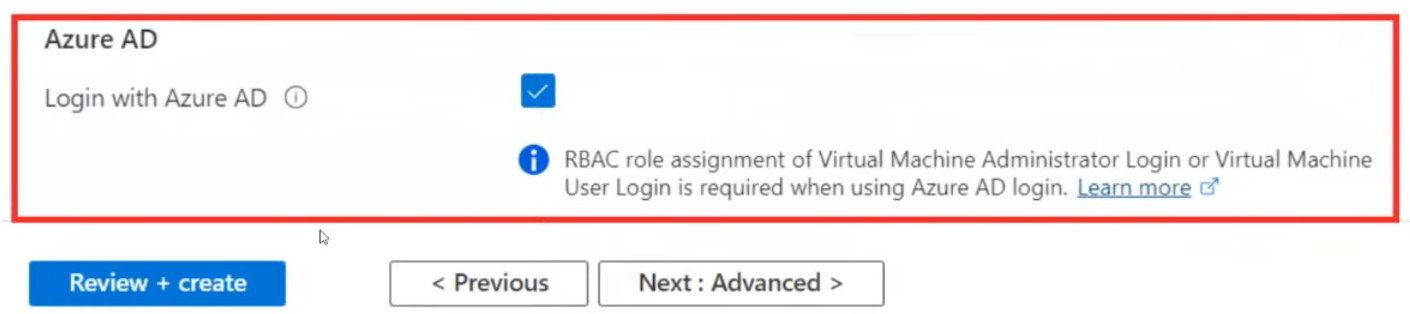 Azure AD
Login with Azure AD
RBAC role assignment of Virtual Machine Administrator Login or Virtual Machine
User Login is required when using Azure AD login. Learn more
Review + create
< Previous
Next : Advanced >